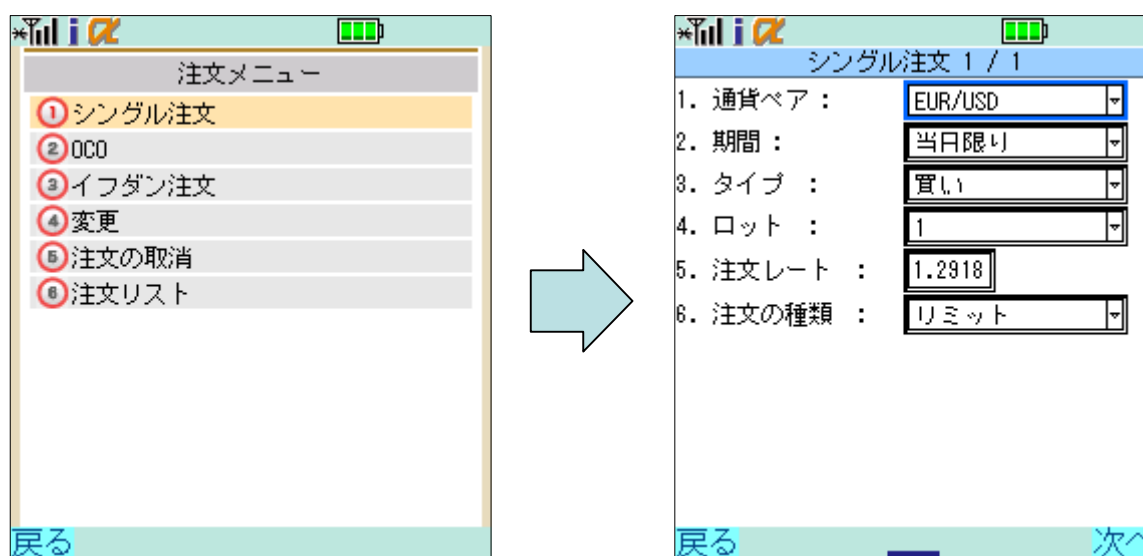 注文メニュー
1シングル注文
2OCO
3イフダン注文
4変更
5注文の取消
6注文リスト
戻る
シングル注文 1 / 1
1. 通貨ペア: EUR/USD
2. 期間: 当日限り
3. タイプ : 買い
4. ロット : 1
5. 注文レート : 1.2918
6. 注文の種類 : リミット
戻る 次へ